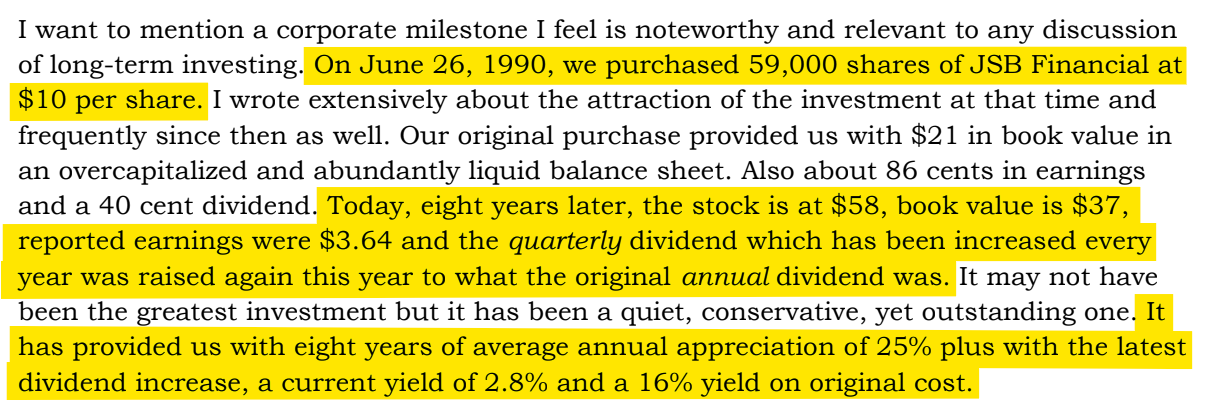 I want to mention a corporate milestone I feel is noteworthy and relevant to any discussion
of long-term investing. On June 26, 1990, we purchased 59,000 shares of JSB Financial at
$10 per share. I wrote extensively about the attraction of the investment at that time and
frequently since then as well. Our original purchase provided us with $21 in book value in
an overcapitalized and abundantly liquid balance sheet. Also about 86 cents in earnings
and a 40 cent dividend. Today, eight years later, the stock is at $58, book value is $37,
reported earnings were $3.64 and the quarterly dividend which has been increased every
year was raised again this year to what the original annual dividend was. It may not have
been the greatest investment but it has been a quiet, conservative, yet outstanding one. It
has provided us with eight years of average annual appreciation of 25% plus with the latest
dividend increase, a current yield of 2.8% and a 16% yield on original cost.